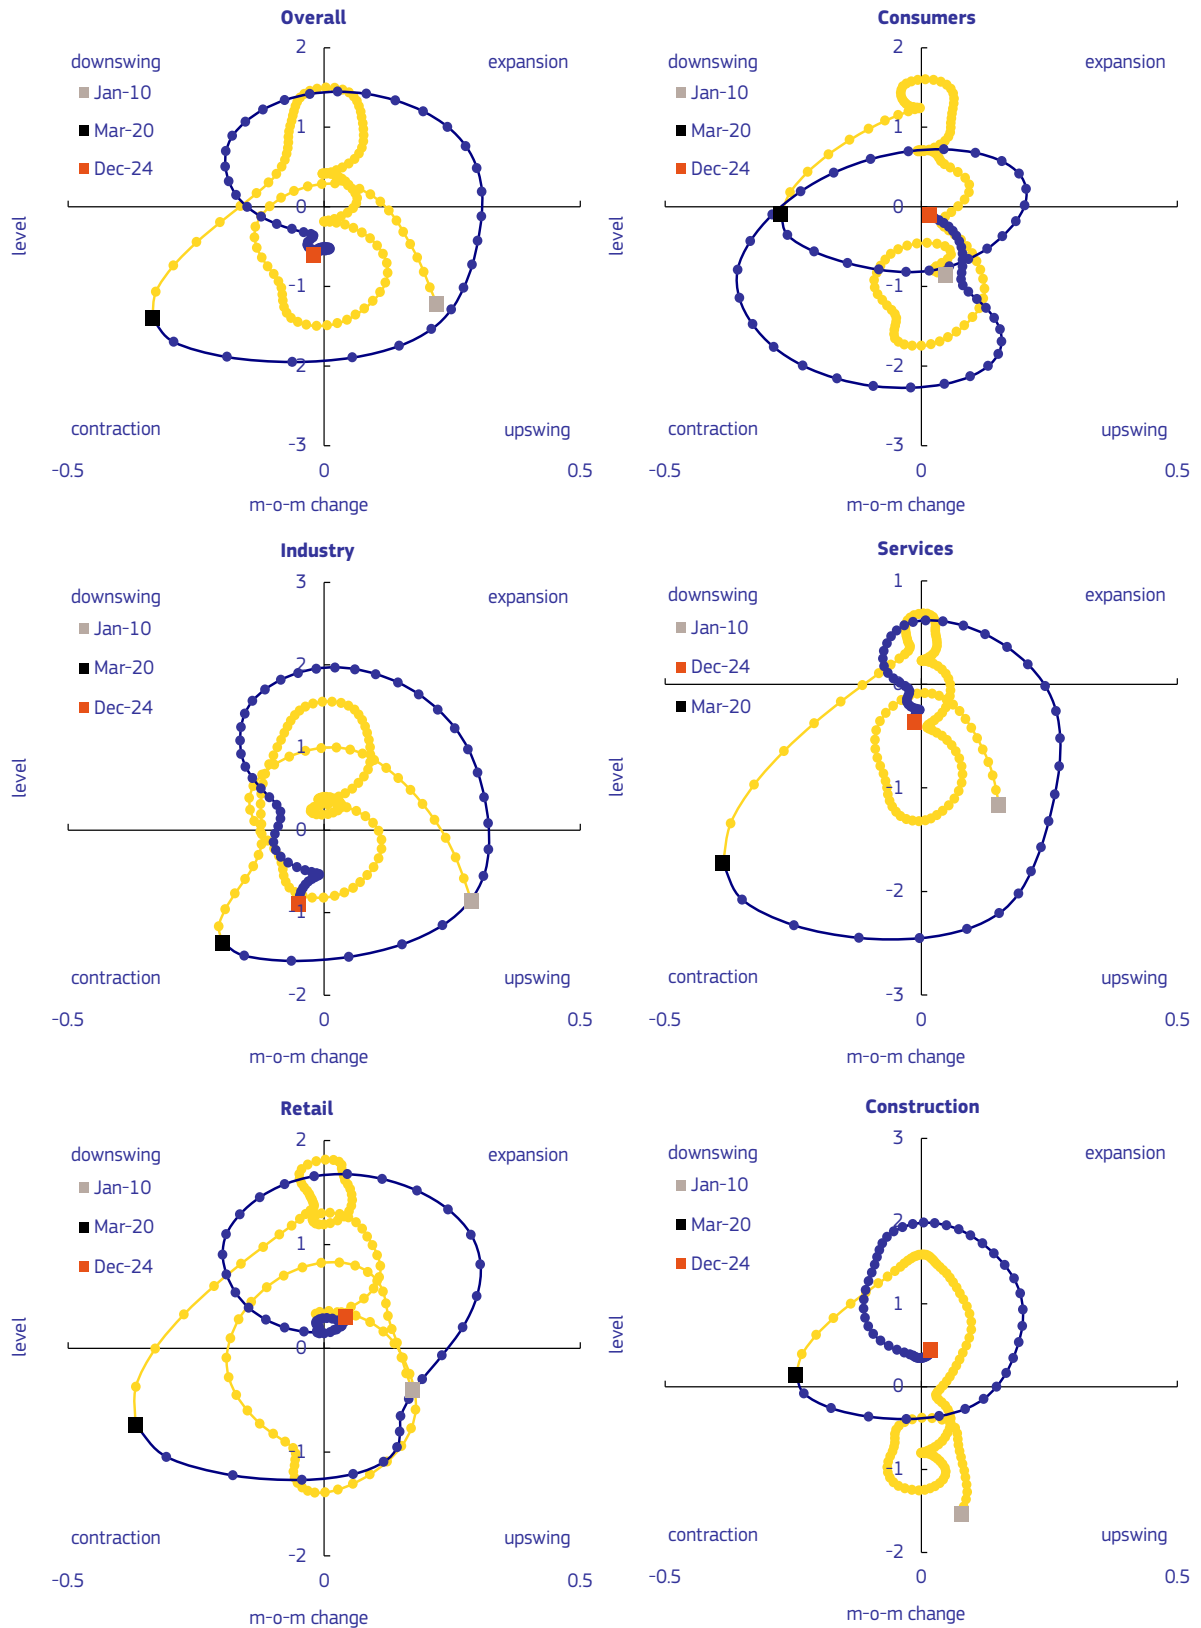 Overall
2
downswing
expansion
Jan-10
1
Mar-20
Dec-24
0
level
-1
-2
contraction
upswing
-3
-0.5
0
0.5
m-o-m change
Consumers
2
downswing
expansion
Jan-10
1
Mar-20
Dec-24
0
level
-1
-2
contraction
upswing
-3
-0.5
0
0.5
m-o-m change
Industry
3
downswing
expansion
Jan-10
2
Mar-20
Dec-24
1
level
0
-1
contraction
upswing
-2
-0.5
0
0.5
m-o-m change
Services
1
downswing
expansion
Jan-10
Dec-24
0
Mar-20
level
-1
-2
contraction
upswing
-3
-0.5
0
0.5
m-o-m change
Retail
2
downswing
expansion
Jan-10
Mar-20
1
Dec-24
level
0
-1
contraction
upswing
-2
-0.5
0
0.5
m-o-m change
Construction
3
downswing
expansion
Jan-10
2
Mar-20
Dec-24
1
level
0
-1
contraction
upswing
-2
-0.5
0
0.5
m-o-m change